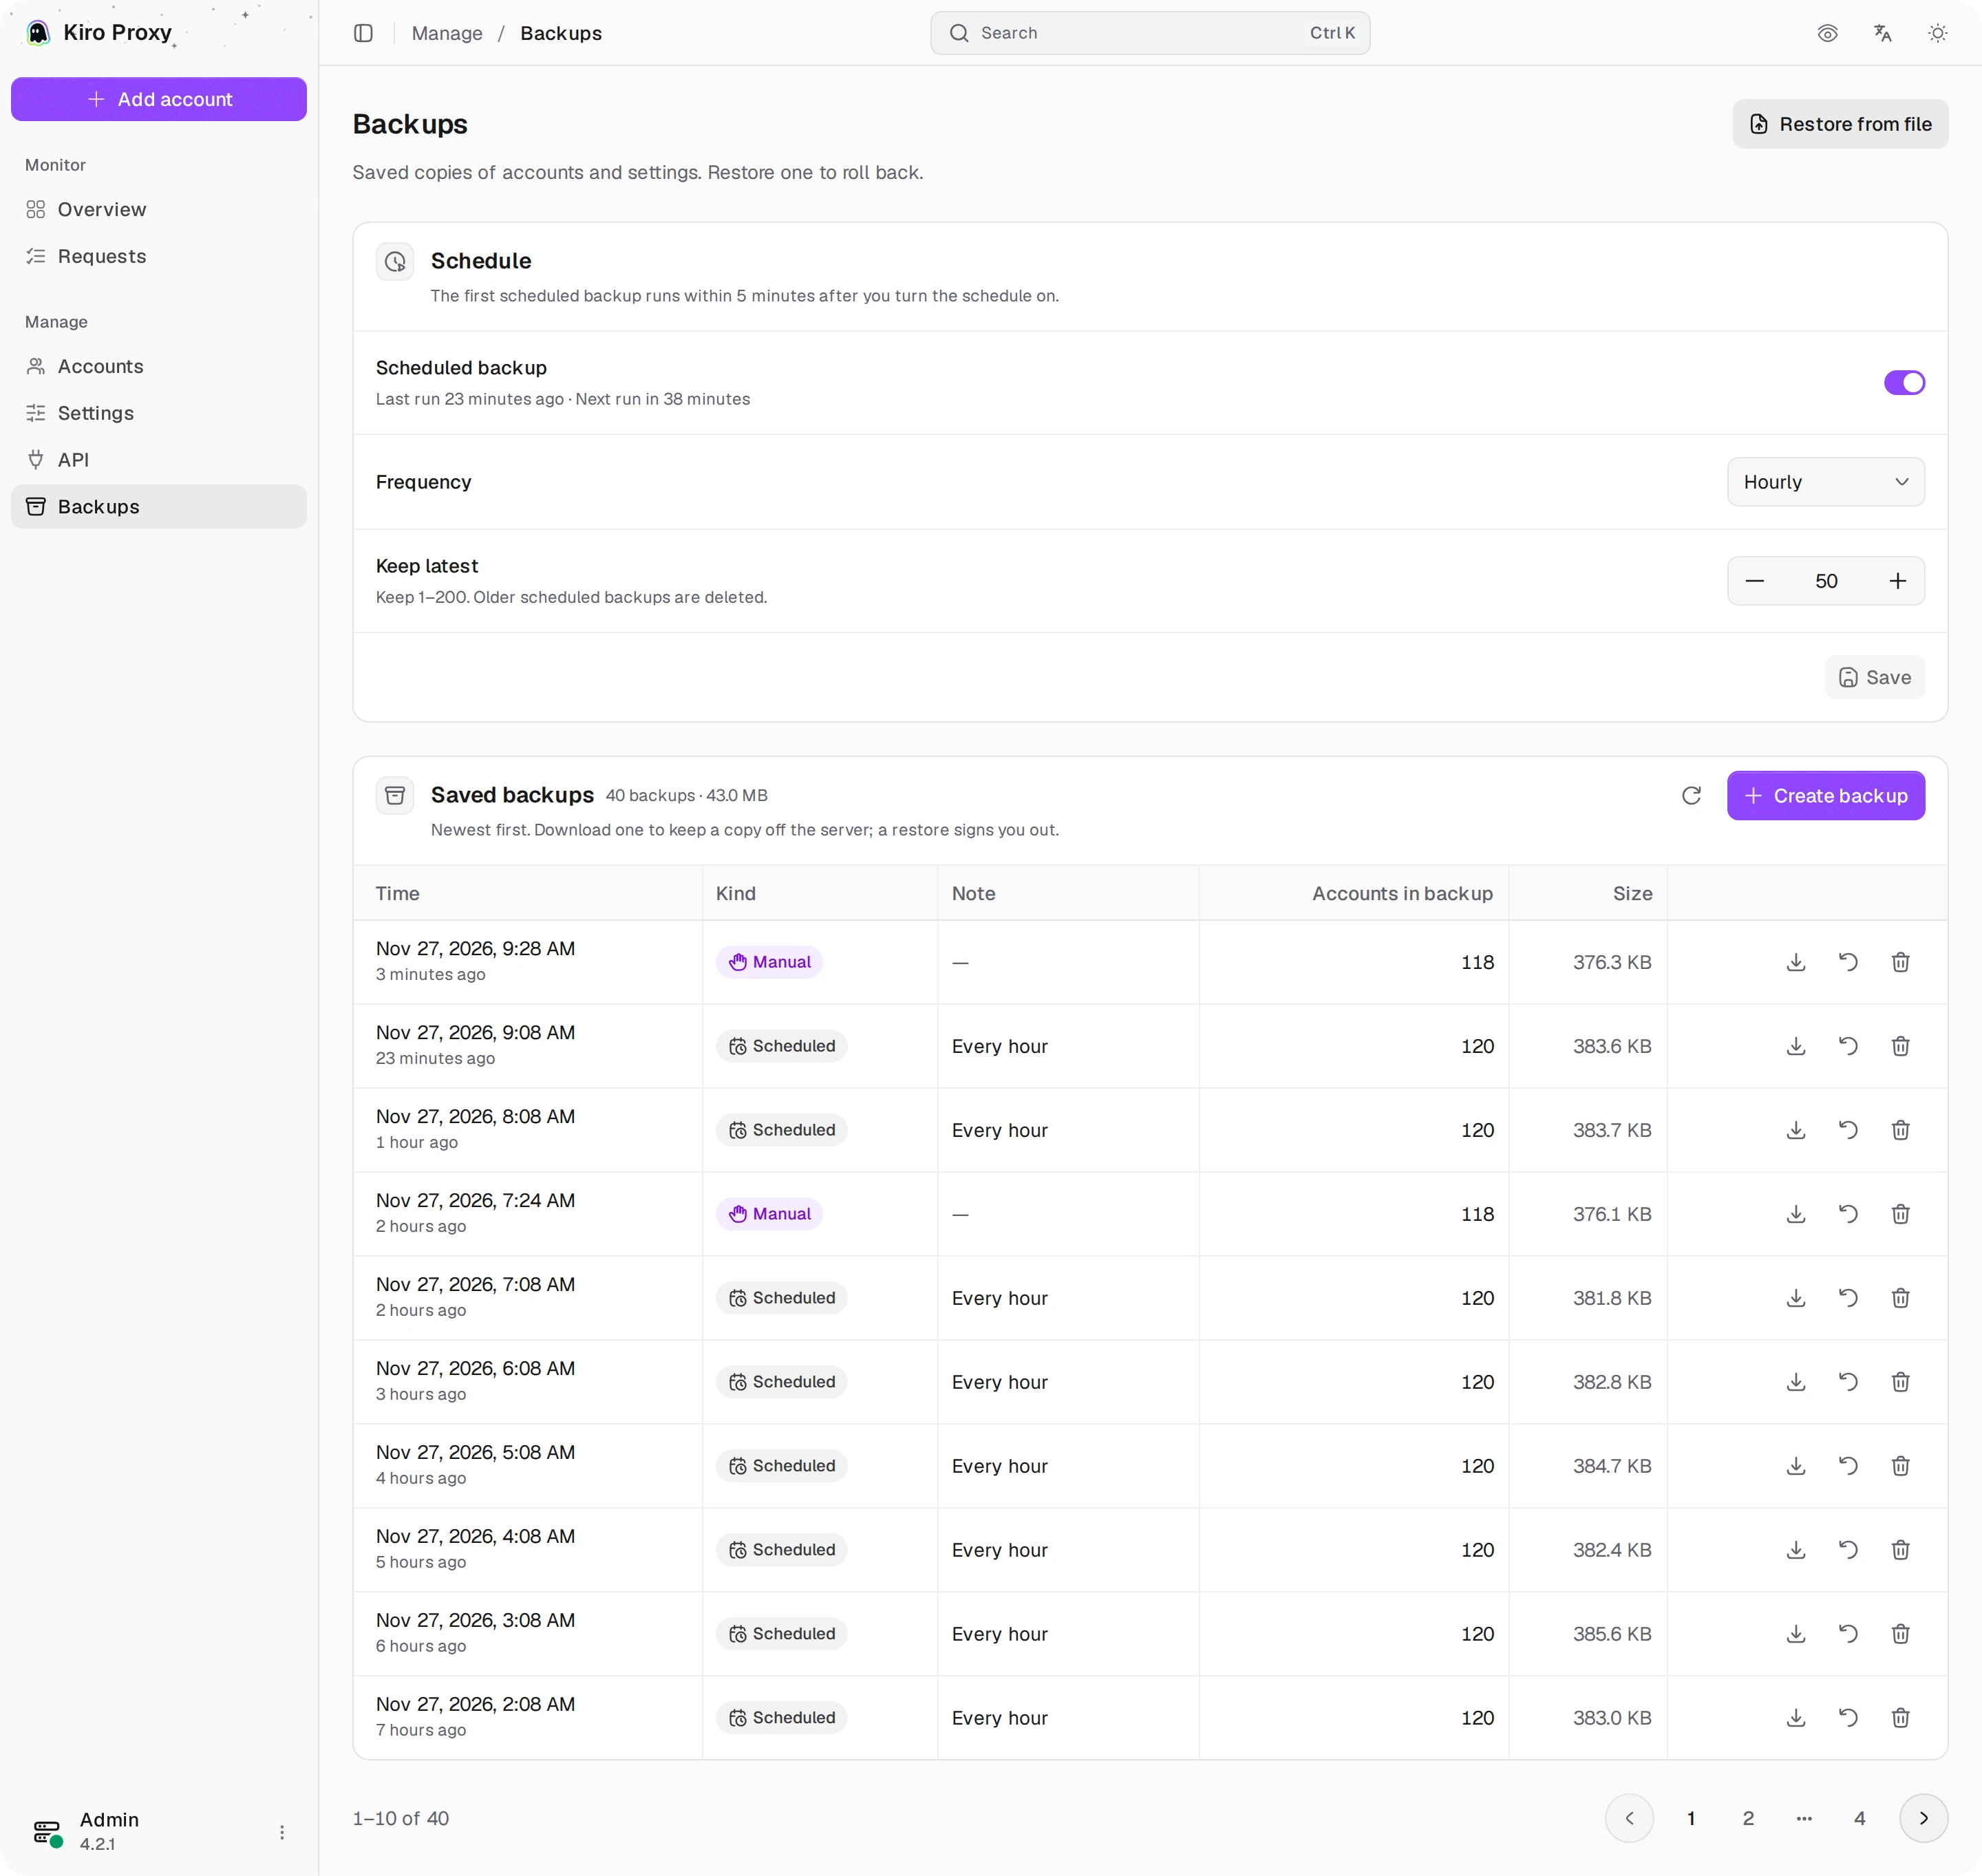 Kiro Proxy
Manage / Backups
Search
Ctrl K
Add account
Monitor
Overview
Requests
Manage
Accounts
Settings
API
Backups
Admin
4.2.1
Backups
Restore from file
Saved copies of accounts and settings. Restore one to roll back.
Schedule
The first scheduled backup runs within 5 minutes after you turn the schedule on.
Scheduled backup
Last run 23 minutes ago · Next run in 38 minutes
Frequency
Hourly
Keep latest
Keep 1–200. Older scheduled backups are deleted.
50
Save
Saved backups 40 backups · 43.0 MB
Create backup
Newest first. Download one to keep a copy off the server; a restore signs you out.
Time Kind Note Accounts in backup Size
Nov 27, 2026, 9:28 AM
3 minutes ago
Manual — 118 376.3 KB
Nov 27, 2026, 9:08 AM
23 minutes ago
Scheduled Every hour 120 383.6 KB
Nov 27, 2026, 8:08 AM
1 hour ago
Scheduled Every hour 120 383.7 KB
Nov 27, 2026, 7:24 AM
2 hours ago
Manual — 118 376.1 KB
Nov 27, 2026, 7:08 AM
2 hours ago
Scheduled Every hour 120 381.8 KB
Nov 27, 2026, 6:08 AM
3 hours ago
Scheduled Every hour 120 382.8 KB
Nov 27, 2026, 5:08 AM
4 hours ago
Scheduled Every hour 120 384.7 KB
Nov 27, 2026, 4:08 AM
5 hours ago
Scheduled Every hour 120 382.4 KB
Nov 27, 2026, 3:08 AM
6 hours ago
Scheduled Every hour 120 385.6 KB
Nov 27, 2026, 2:08 AM
7 hours ago
Scheduled Every hour 120 383.0 KB
1–10 of 40
1 2 ··· 4